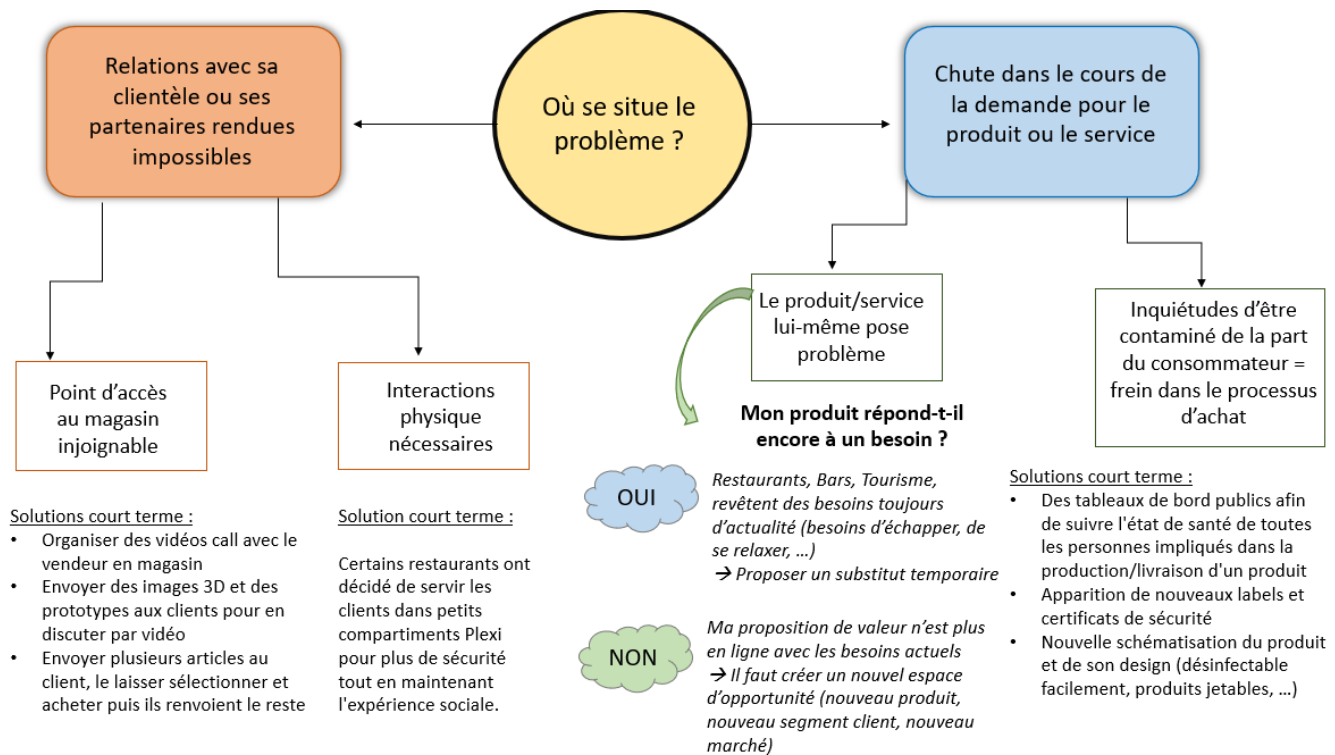 Relations avec sa
clientèle ou ses
partenaires rendues
impossibles
Où se situe le
problème ?
Chute dans le cours de
la demande pour le
produit ou le service
Point d’accès
au magasin
injoignable
Interactions
physique
nécessaires
Le produit/service
lui-même pose
problème
Inquiétudes d’être
contaminé de la part
du consommateur =
frein dans le processus
d’achat
Solutions court terme :
• Organiser des vidéos call avec le
vendeur en magasin
• Envoyer des images 3D et des
prototypes aux clients pour en
discuter par vidéo
• Envoyer plusieurs articles au
client, le laisser sélectionner et
acheter puis ils renvoient le reste
Solution court terme :
Certains restaurants ont
décidé de servir les
clients dans petits
compartiments Plexi
pour plus de sécurité
tout en maintenant
l'expérience sociale.
Mon produit répond-t-il
encore à un besoin ?
OUI
Restaurants, Bars, Tourisme,
revêtent des besoins toujours
d’actualité (besoins d’échapper, de
se relaxer, …)
→ Proposer un substitut temporaire
NON
Ma proposition de valeur n’est plus
en ligne avec les besoins actuels
→ Il faut créer un nouvel espace
d’opportunité (nouveau produit,
nouveau segment client, nouveau
marché)
Solutions court terme :
• Des tableaux de bord publics afin
de suivre l'état de santé de toutes
les personnes impliqués dans la
production/livraison d'un produit
• Apparition de nouveaux labels et
certificats de sécurité
• Nouvelle schématisation du produit
et de son design (désinfectable
facilement, produits jetables, …)